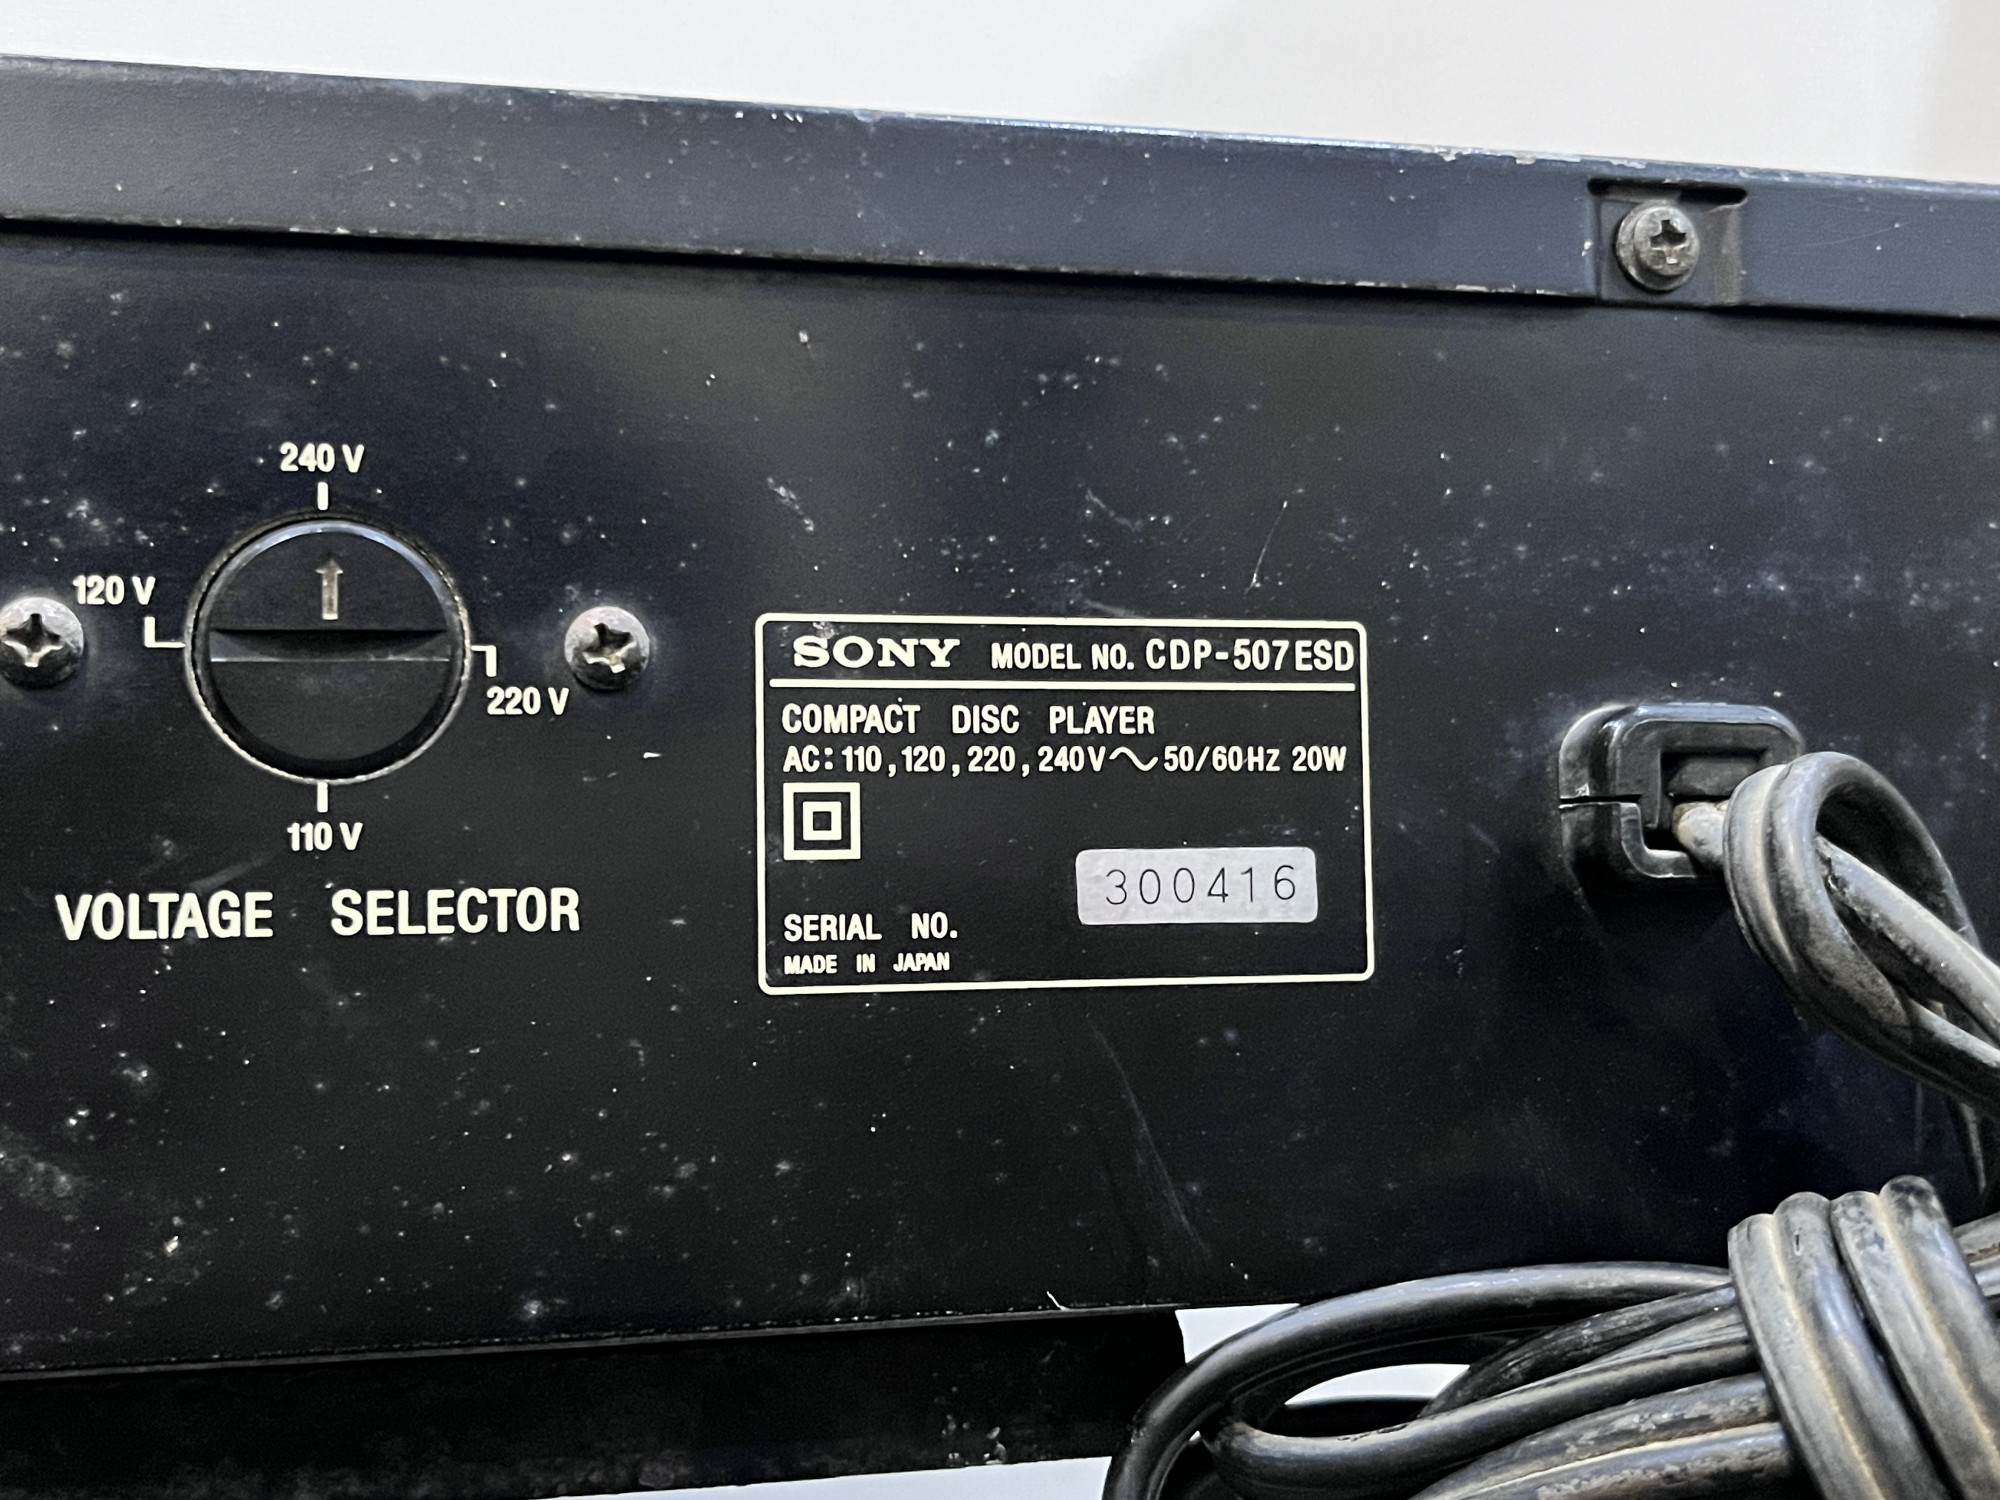 240 V
120 V
220 V
110 V
VOLTAGE SELECTOR
SONY MODEL NO. CDP-507ESD
COMPACT DISC PLAYER
AC: 110, 120, 220, 240V~50/60Hz 20W
300416
SERIAL NO.
MADE IN JAPAN